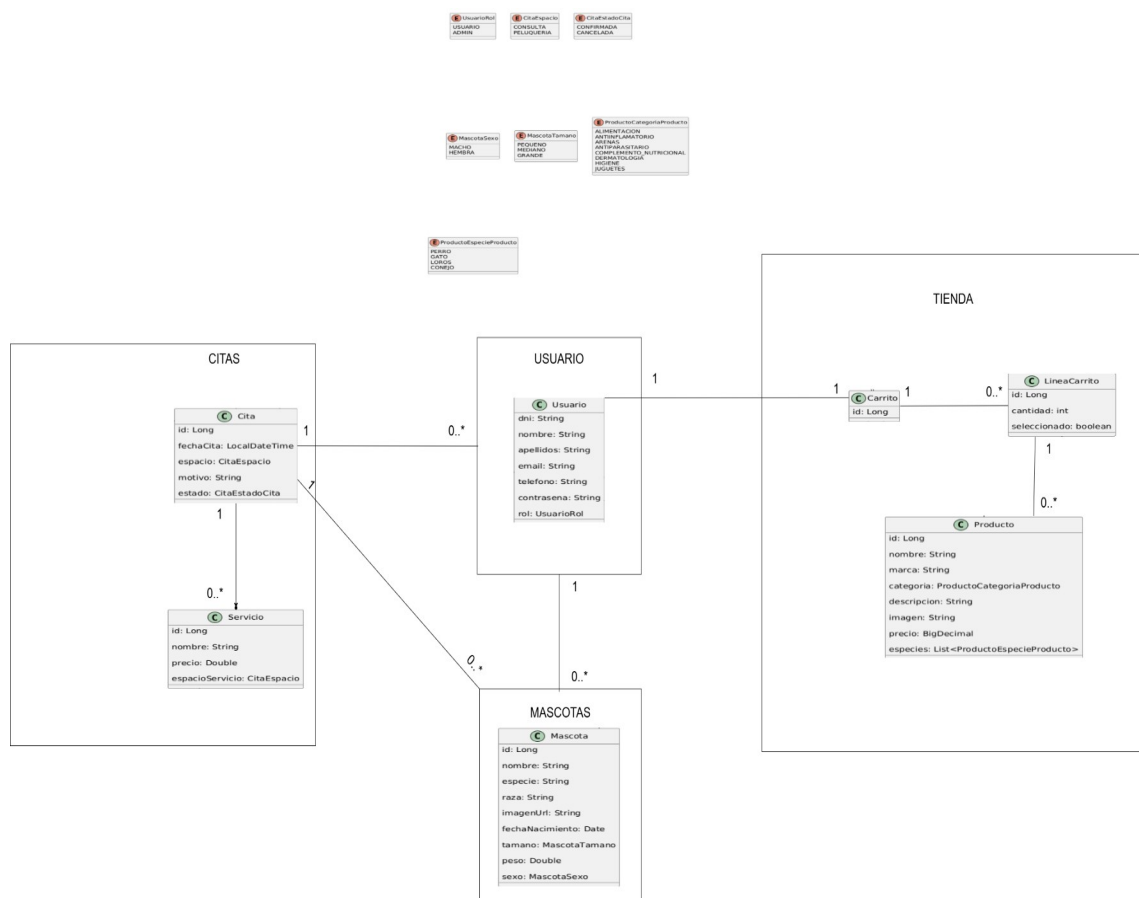 E UsuarioRol
USUARIO
ADMIN
E CitaEspacio
CONSULTA
PELUQUERIA
E CitaEstadoCita
CONFIRMADA
CANCELADA
E MascotaSexo
MACHO
HEMBRA
E MascotaTamano
PEQUENO
MEDIANO
GRANDE
E ProductoCategoriaProducto
ALIMENTACION
ANTIINFLAMATORIO
ARENAS
ANTIPARASITARIO
COMPLEMENTO_NUTRICIONAL
DERMATOLOGIA
HIGIENE
JUGUETES
E ProductoEspecieProducto
PERRO
GATO
LOROS
CONEJO
CITAS
C Cita
id: Long
fechaCita: LocalDateTime
espacio: CitaEspacio
motivo: String
estado: CitaEstadoCita
1
0..*
1
0..*
1
0..*
C Servicio
id: Long
nombre: String
precio: Double
espacioServicio: CitaEspacio
USUARIO
C Usuario
dni: String
nombre: String
apellidos: String
email: String
telefono: String
contrasena: String
rol: UsuarioRol
1
1
1
0..*
MASCOTAS
C Mascota
id: Long
nombre: String
especie: String
raza: String
imagenUrl: String
fechaNacimiento: Date
tamano: MascotaTamano
peso: Double
sexo: MascotaSexo
TIENDA
C Carrito
id: Long
1
0..*
C LineaCarrito
id: Long
cantidad: int
seleccionado: boolean
1
0..*
C Producto
id: Long
nombre: String
marca: String
categoria: ProductoCategoriaProducto
descripcion: String
imagen: String
precio: BigDecimal
especies: List<ProductoEspecieProducto>